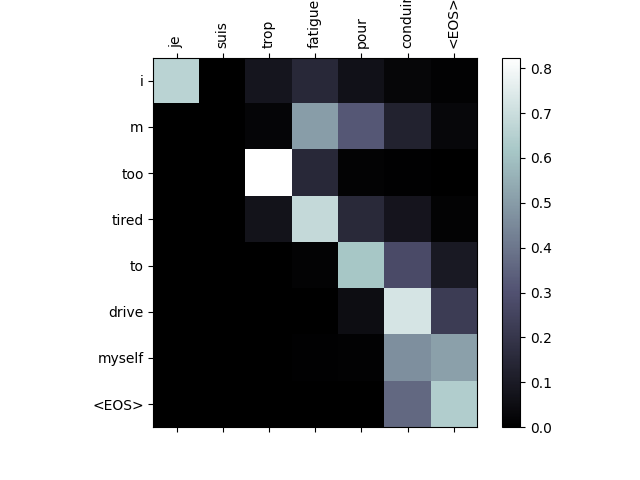 je suis trop fatigue pour conduir <EOS>
i
m
too
tired
to
drive
myself
<EOS>
0.8
0.7
0.6
0.5
0.4
0.3
0.2
0.1
0.0